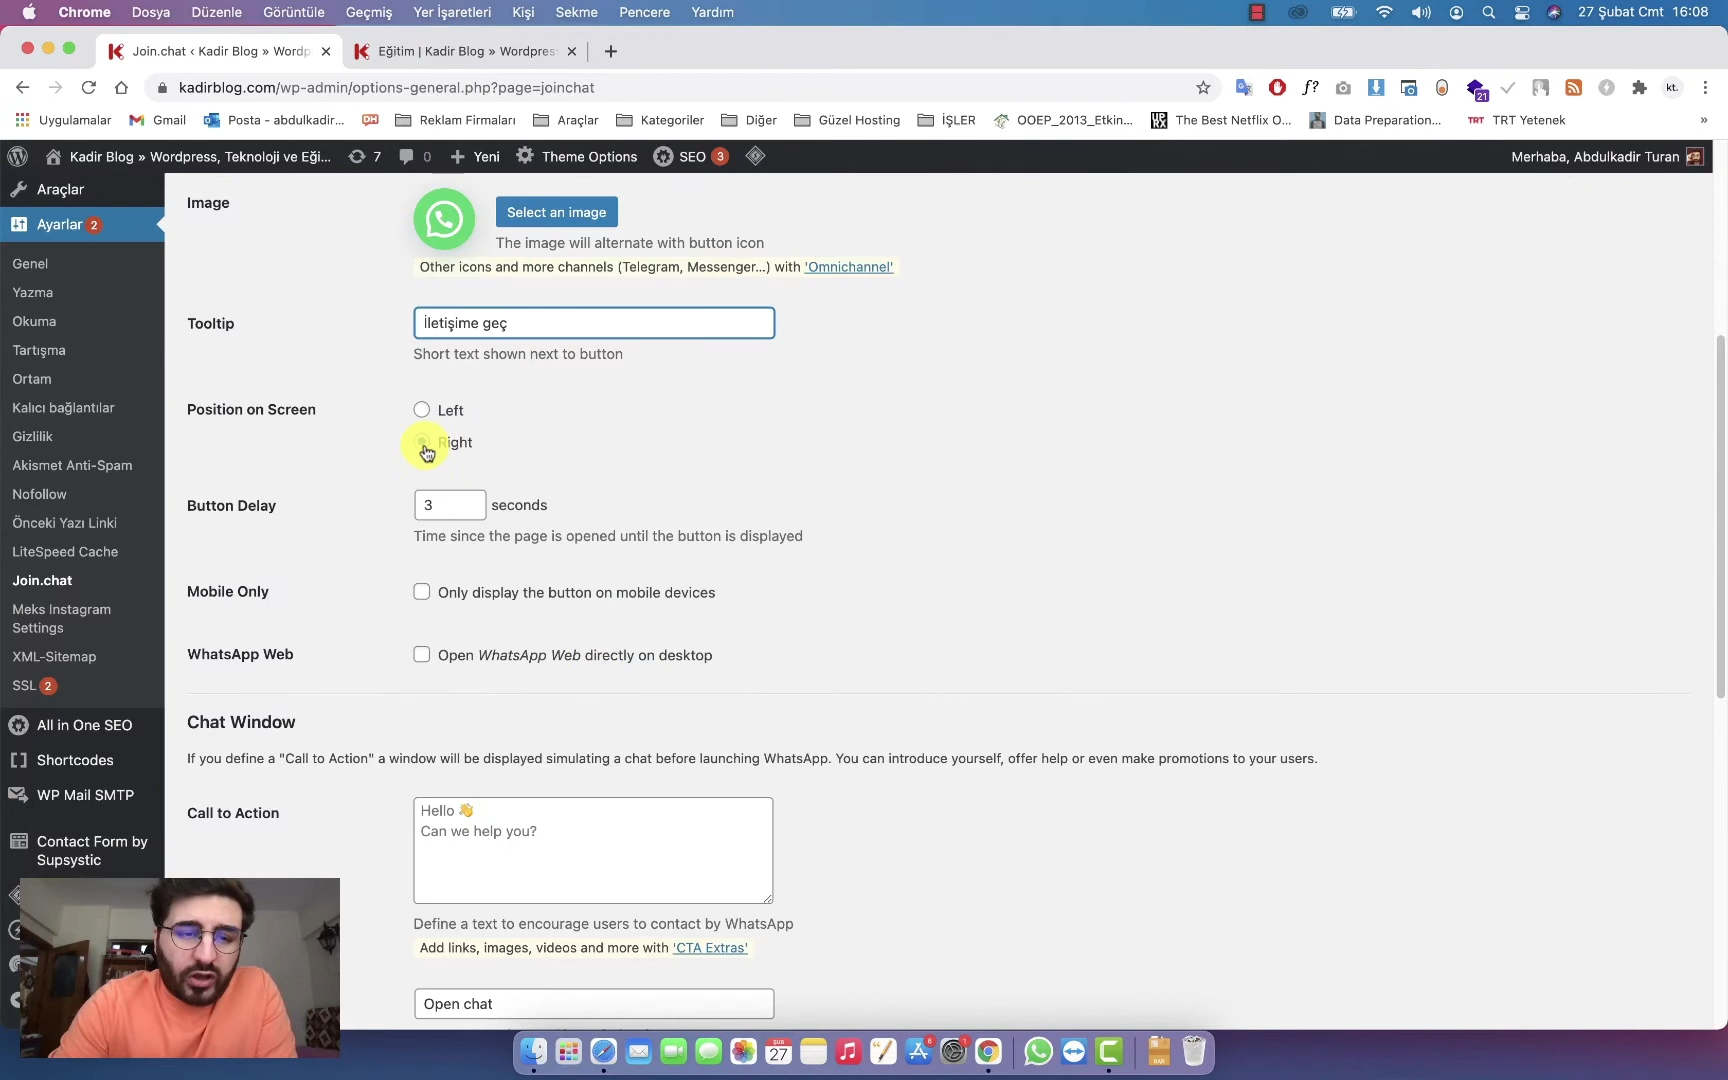 Chrome Dosya Düzenle Görüntüle Geçmiş Yer İşaretleri Kişi Sekme Pencere Yardım 27 Şubat Cmt 16:08
Join.chat ‹ Kadir Blog » Wordp Eğitim | Kadir Blog » Wordpres
kadirblog.com/wp-admin/options-general.php?page=joinchat f? 21 kt.
Uygulamalar Gmail Posta - abdulkadir... DH Reklam Firmaları Araçlar Kategoriler Diğer Güzel Hosting İŞLER OOEP_2013_Etkin... The Best Netflix O... Data Preparation... TRT TRT Yetenek »
Kadir Blog » Wordpress, Teknoloji ve Eği... 7 0 Yeni Theme Options SEO 3 Merhaba, Abdulkadir Turan
Araçlar
Ayarlar 2
Genel
Yazma
Okuma
Tartışma
Ortam
Kalıcı bağlantılar
Gizlilik
Akismet Anti-Spam
Nofollow
Önceki Yazı Linki
LiteSpeed Cache
Join.chat
Meks Instagram
Settings
XML-Sitemap
SSL 2
All in One SEO
Shortcodes
WP Mail SMTP
Contact Form by
Supsystic
Image
Select an image
The image will alternate with button icon
Other icons and more channels (Telegram, Messenger...) with 'Omnichannel'
Tooltip
İletişime geç
Short text shown next to button
Position on Screen
Left
Right
Button Delay
3 seconds
Time since the page is opened until the button is displayed
Mobile Only
Only display the button on mobile devices
WhatsApp Web
Open WhatsApp Web directly on desktop
Chat Window
If you define a "Call to Action" a window will be displayed simulating a chat before launching WhatsApp. You can introduce yourself, offer help or even make promotions to your users.
Call to Action
Hello 👋
Can we help you?
Define a text to encourage users to contact by WhatsApp
Add links, images, videos and more with 'CTA Extras'
Open chat
27
6
1